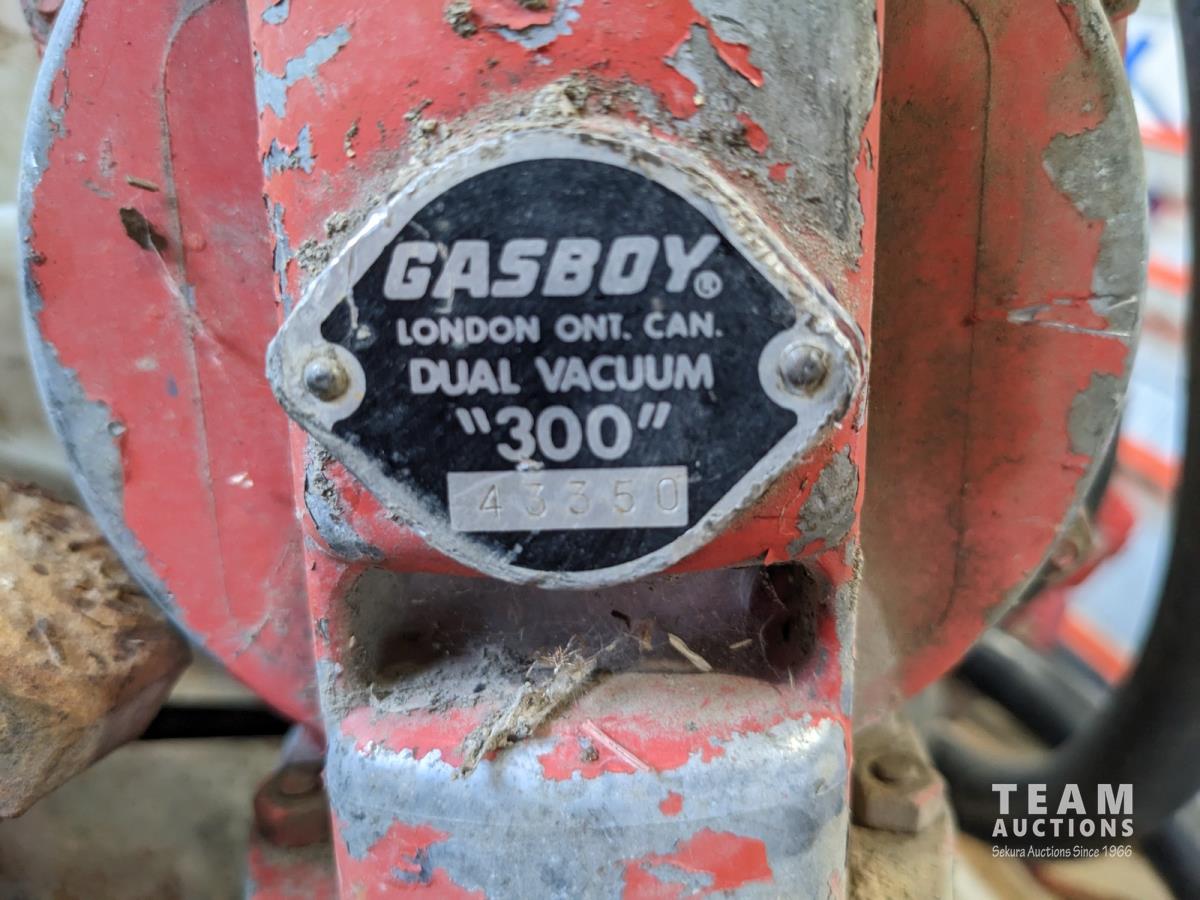 GASBOY®
LONDON ONT. CAN.
DUAL VACUUM
"300"
43350
TEAM
AUCTIONS
Sekura Auctions Since 1966